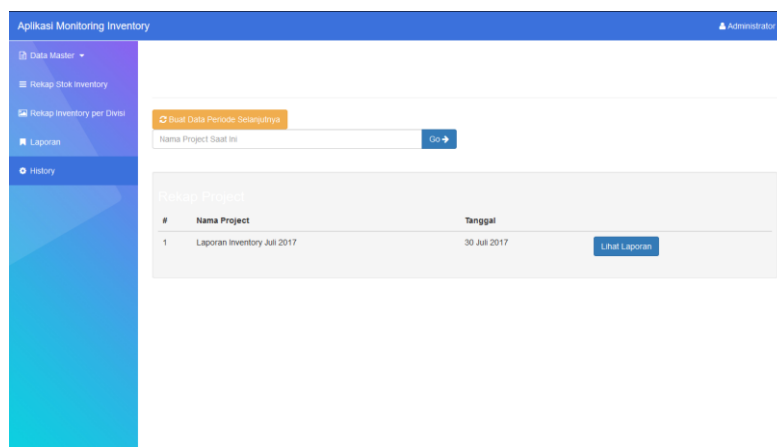 Aplikasi Monitoring Inventory
Administrator
Data Master
Rekap Stok Inventory
Rekap Inventory per Divisi
Laporan
History
Buat Data Periode Selanjutnya
Nama Project Saat Ini
Go
Rekap Project
# Nama Project Tanggal
1 Laporan Inventory Juli 2017 30 Juli 2017 Lihat Laporan